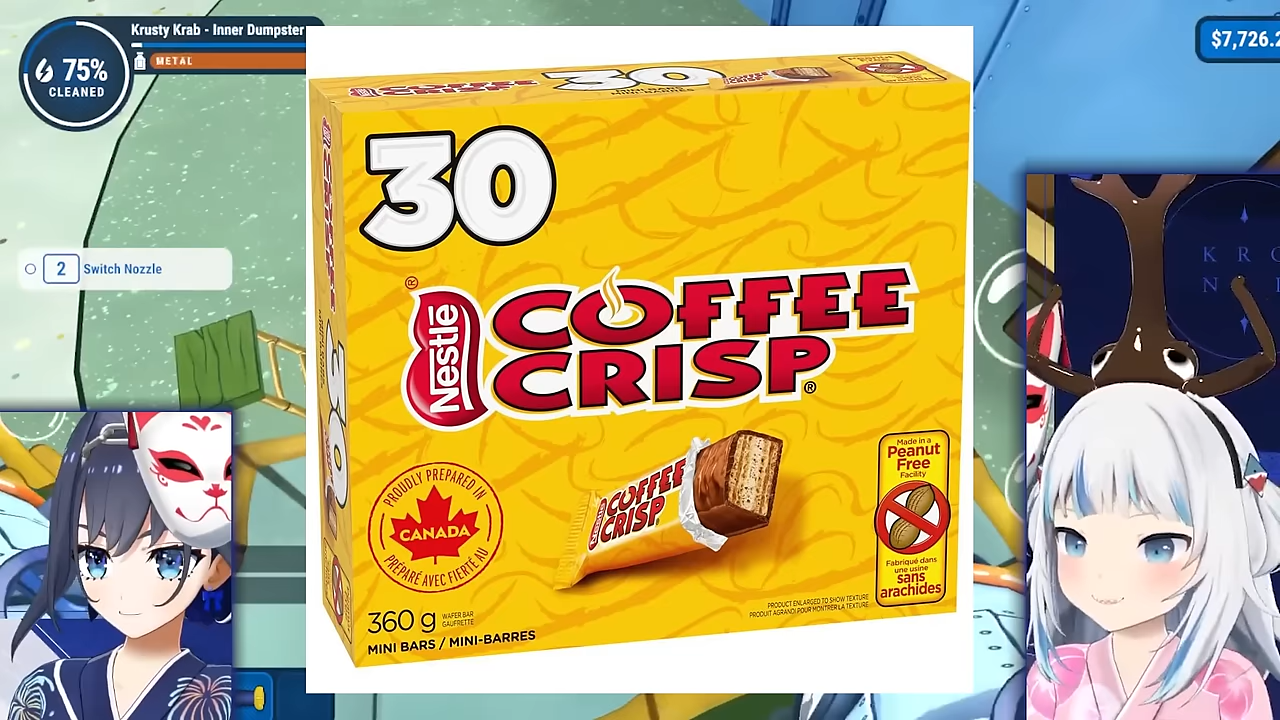 Krusty Krab - Inner Dumpster
75%
CLEANED
METAL
$7,726.2
2 Switch Nozzle
30
30
Nestlé
COFFEE
CRISP
®
®
PROUDLY PREPARED IN
CANADA
PRÉPARÉ AVEC FIERTÉ AU
Nestlé
COFFEE
CRISP
Made in a
Peanut
Free
Facility
Fabriqué dans
une usine
sans
arachides
360 g
WAFER BAR
GAUFRETTE
MINI BARS / MINI-BARRES
PRODUCT ENLARGED TO SHOW TEXTURE
PRODUIT AGRANDI POUR MONTRER LA TEXTURE
30
K R
N